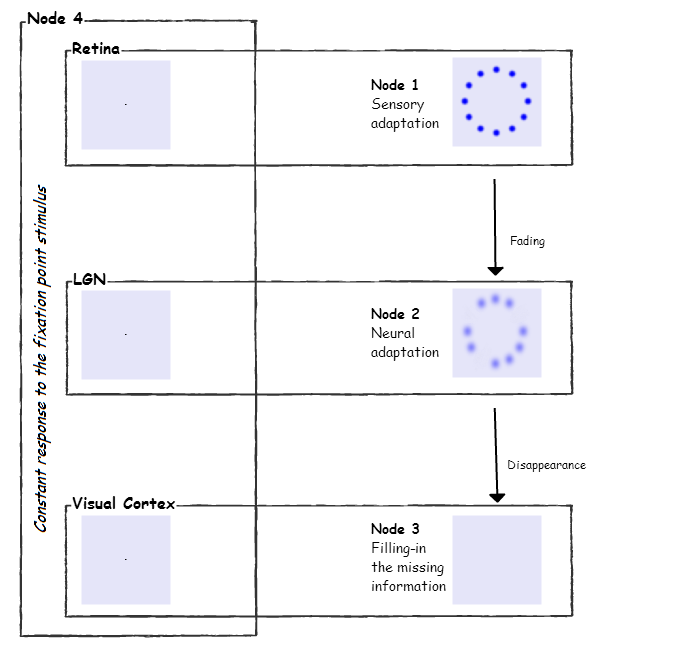 Node 4
Retina
Node 1
Sensory
adaptation
Fading
Constant response to the fixation point stimulus
LGN
Node 2
Neural
adaptation
Disappearance
Visual Cortex
Node 3
Filling-in
the missing
information